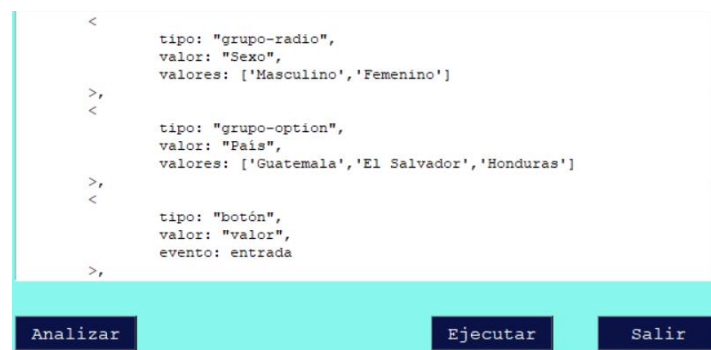 <
tipo: "grupo-radio",
valor: "Sexo",
valores: ['Masculino','Femenino']
>,
<
tipo: "grupo-option",
valor: "País",
valores: ['Guatemala','El Salvador','Honduras']
>,
<
tipo: "botón",
valor: "valor",
evento: entrada
>,
Analizar Ejecutar Salir